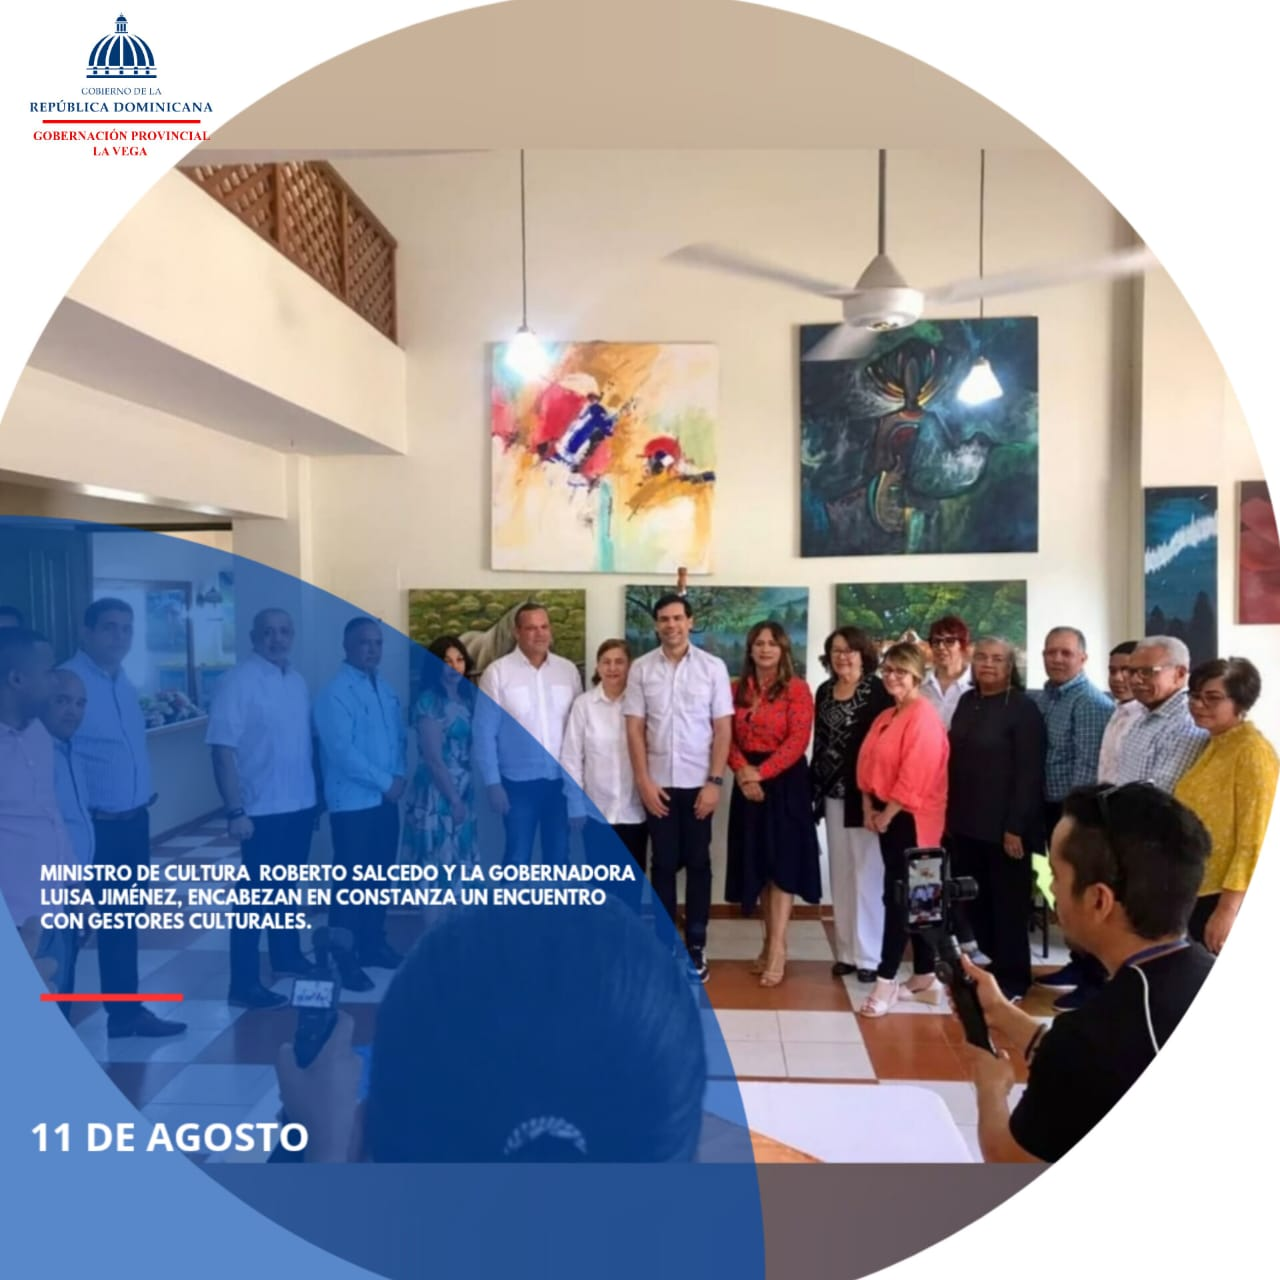 GOBIERNO DE LA
REPÚBLICA DOMINICANA
GOBERNACIÓN PROVINCIAL
LA VEGA
MINISTRO DE CULTURA ROBERTO SALCEDO Y LA GOBERNADORA
LUISA JIMÉNEZ, ENCABEZAN EN CONSTANZA UN ENCUENTRO
CON GESTORES CULTURALES.
11 DE AGOSTO